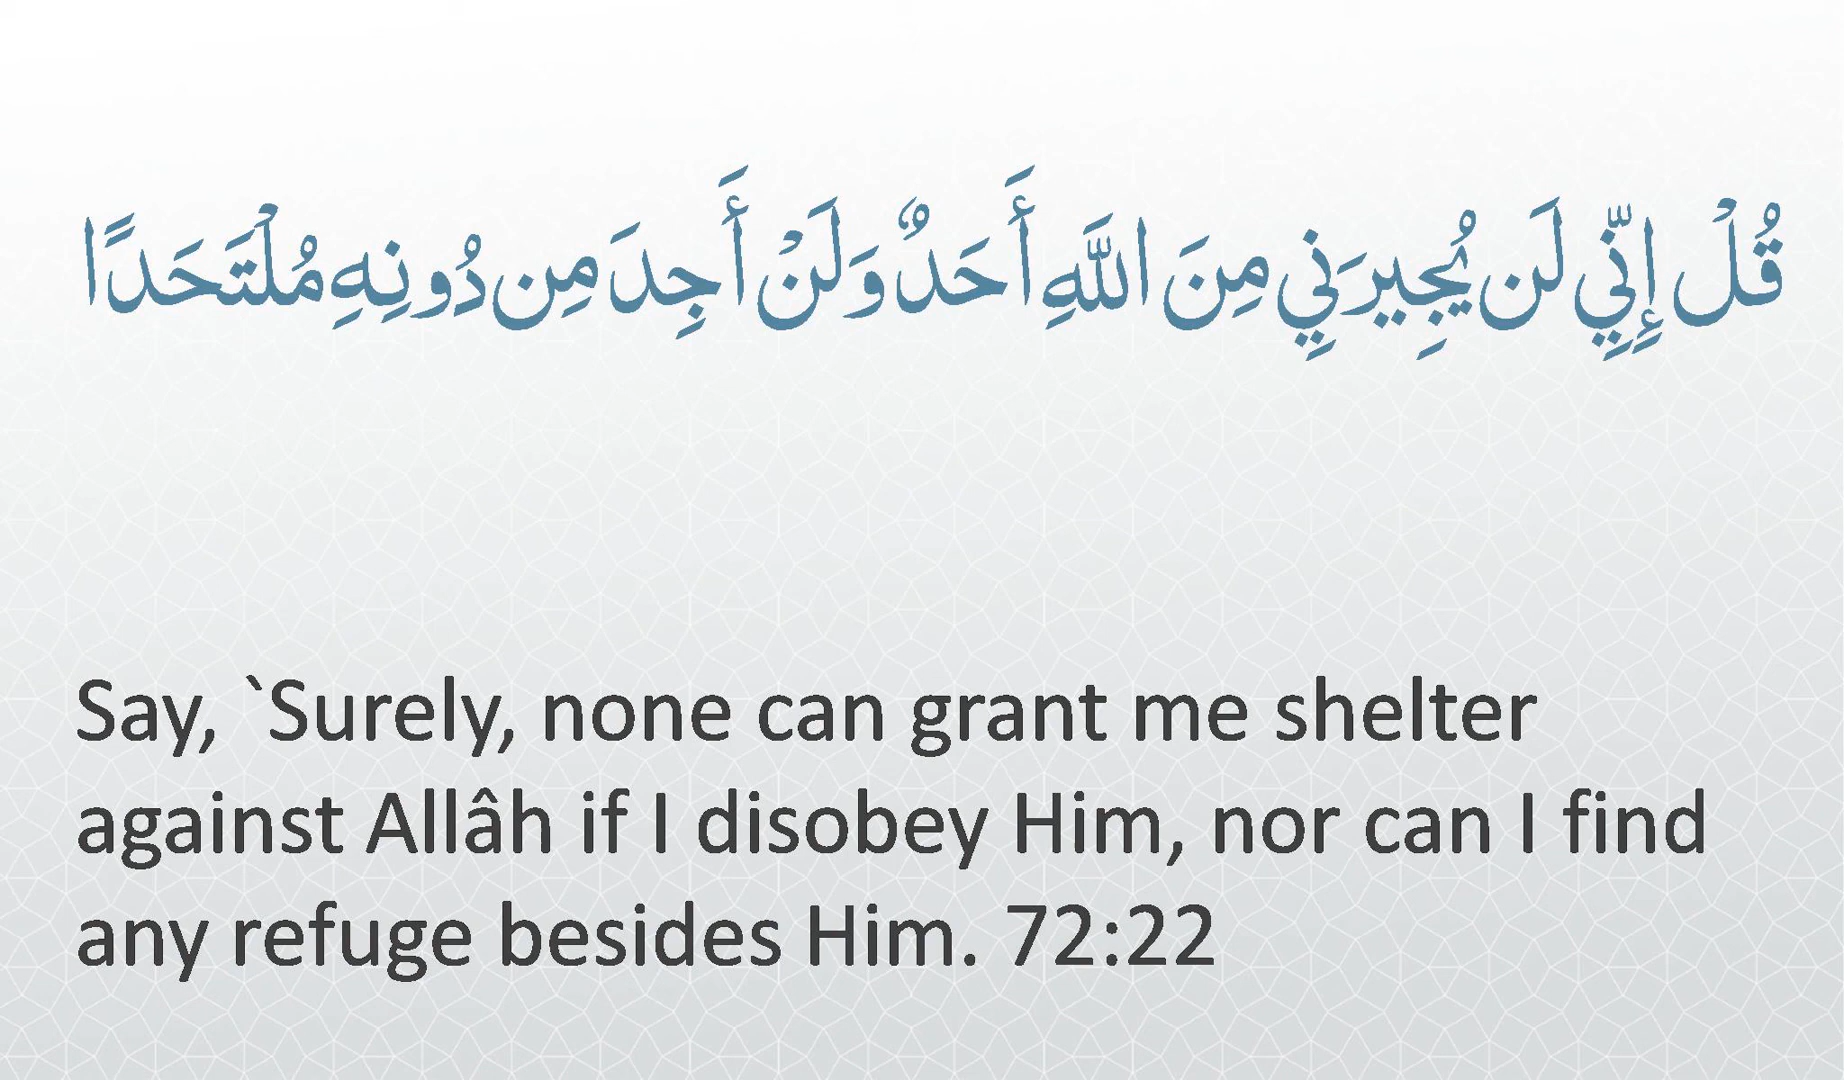 قُلْ إِنِّي لَن يُجِيرَنِي مِنَ اللَّهِ أَحَدٌ وَلَنْ أَجِدَ مِن دُونِهِ مُلْتَحَدًا
Say, `Surely, none can grant me shelter
against Allâh if I disobey Him, nor can I find
any refuge besides Him. 72:22